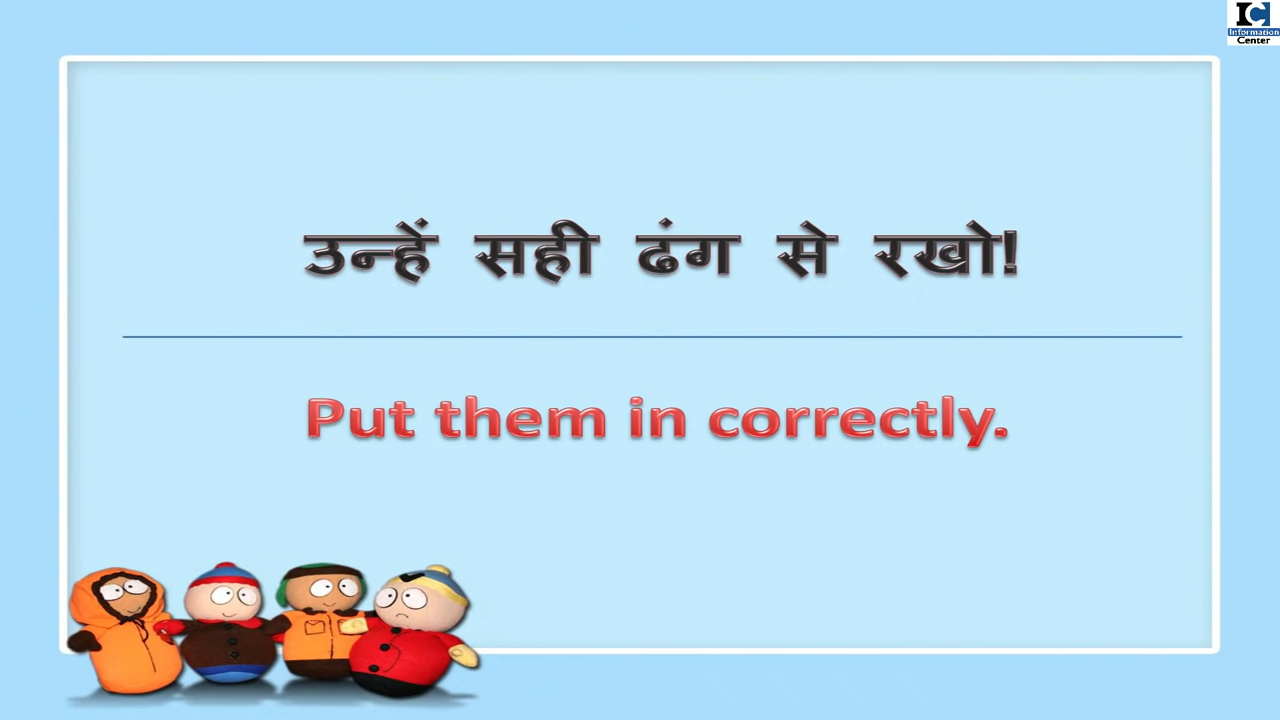 IC
Information
Center
उन्हें सही ढंग से रखो!
Put them in correctly.